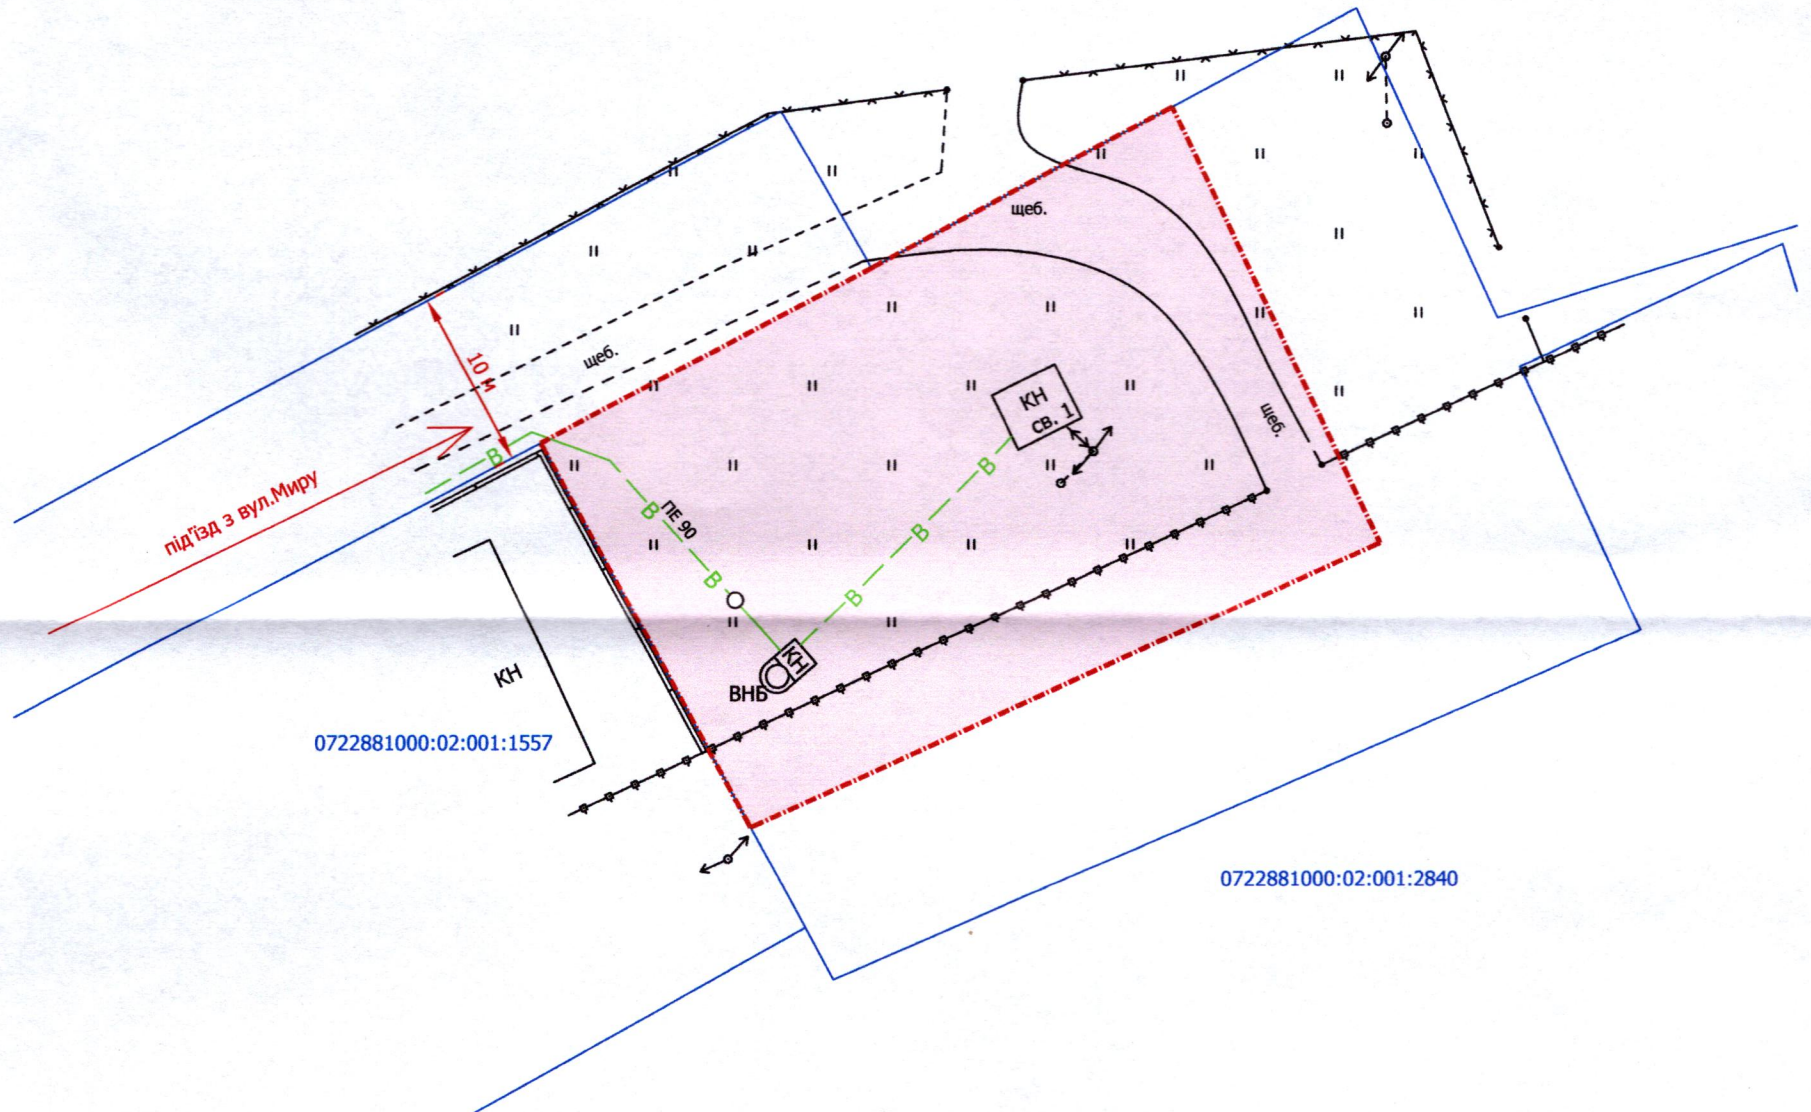 щеб.
щеб.
10 м
КН
св. 1
щеб.
В
В
під'їзд з вул.Миру
ПЕ 90
В
В
В
В
КН
КН
ВНБ
0722881000:02:001:1557
0722881000:02:001:2840